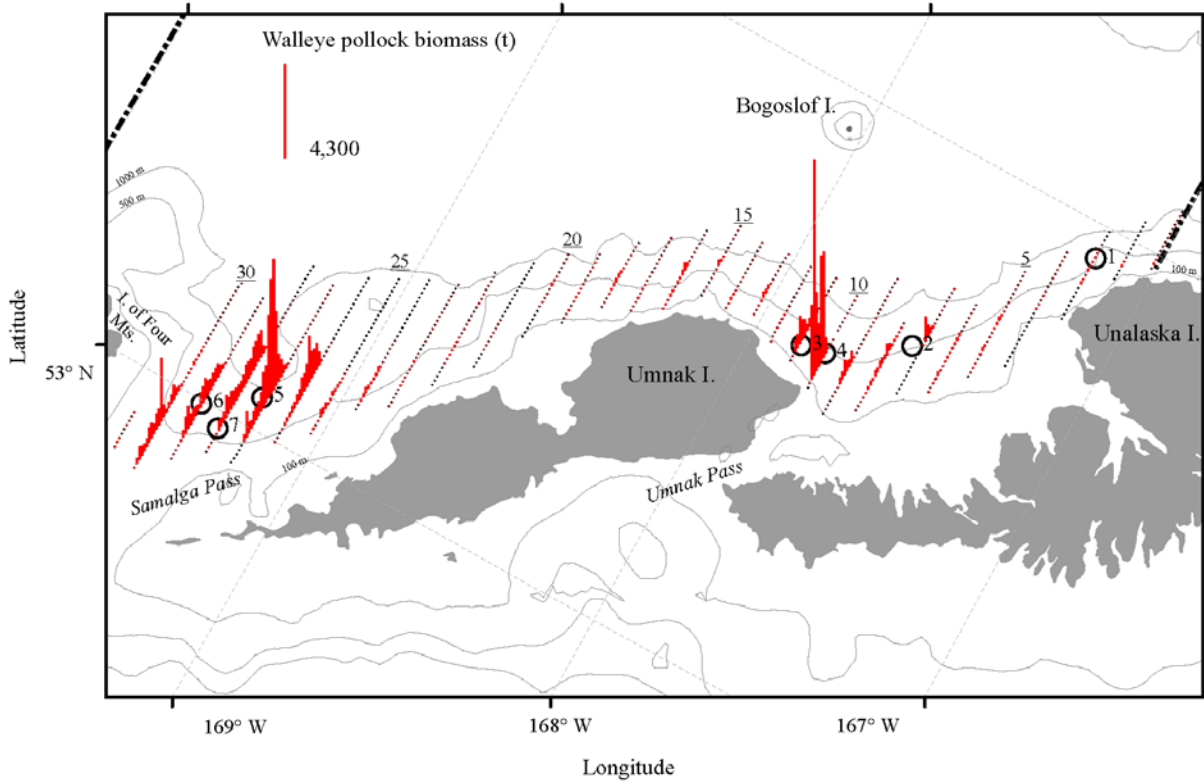 Walleye pollock biomass (t)
4,300
Bogoslof I.
1000 m
500 m
30
25
20
15
10
5
1
100 m
I. of Four
Mts.
Unalaska I.
Umnak I.
3
4
2
5
6
7
Samalga Pass
100 m
Umnak Pass
Latitude
53° N
169° W
168° W
167° W
Longitude